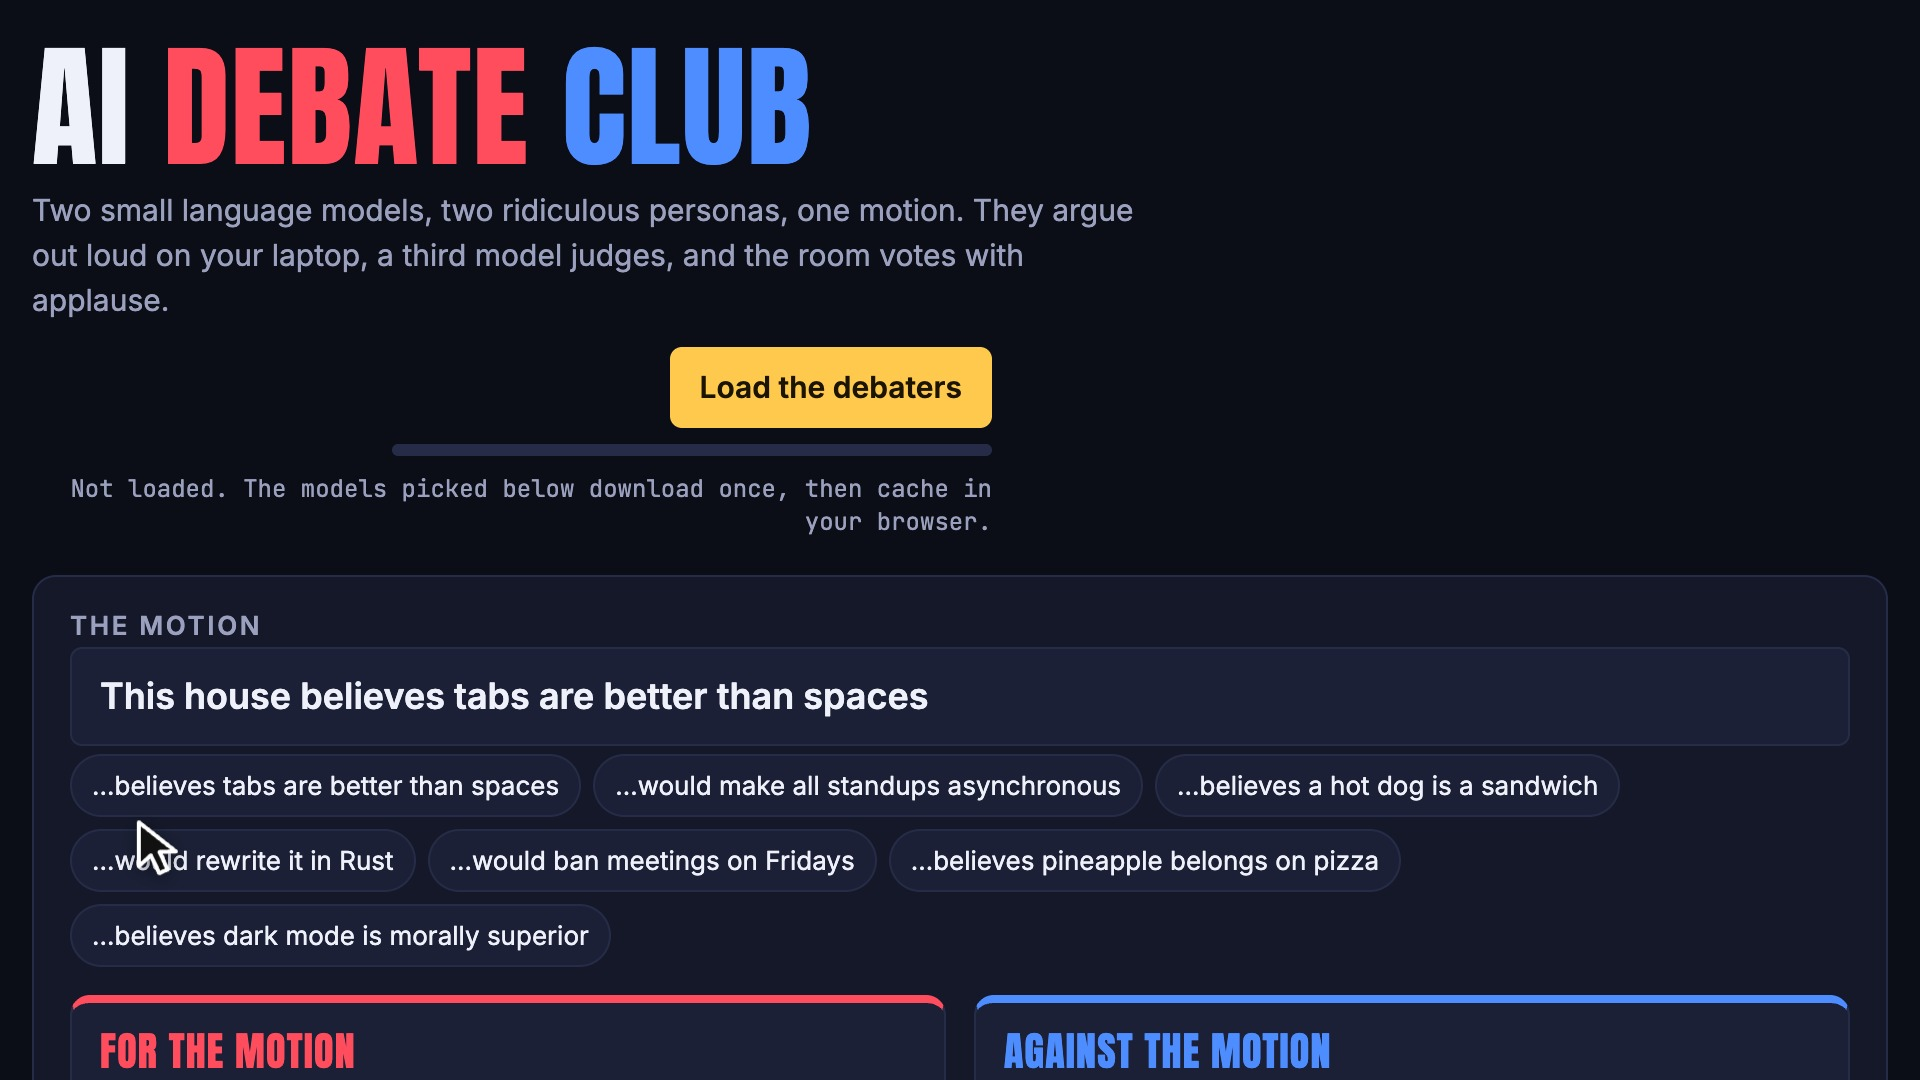 AI DEBATE CLUB
Two small language models, two ridiculous personas, one motion. They argue
out loud on your laptop, a third model judges, and the room votes with
applause.
Load the debaters
Not loaded. The models picked below download once, then cache in
your browser.
THE MOTION
This house believes tabs are better than spaces
...believes tabs are better than spaces
...would make all standups asynchronous
...believes a hot dog is a sandwich
...would rewrite it in Rust
...would ban meetings on Fridays
...believes pineapple belongs on pizza
...believes dark mode is morally superior
FOR THE MOTION
AGAINST THE MOTION